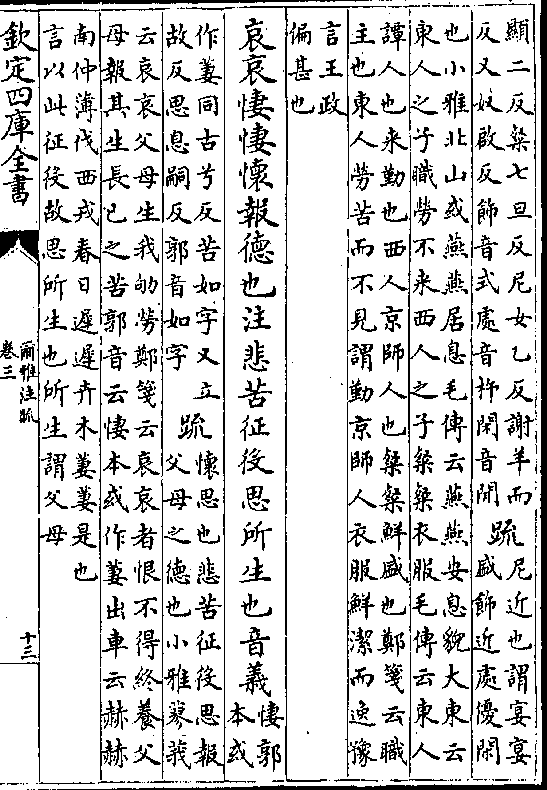 顯二反粲七旦反尼女乙反謝羊而
反又奴啟反飾音式處音杵閑音閒 疏 尼近也謂宴宴
盛飾近處優閑
也小雅北山或燕燕居息毛傳云燕燕安息貌大東云
東人之子職勞不来西人之子粲粲衣服毛傳云東人
譚人也来勤也西人京師人也粲粲鮮盛也鄭箋云職
主也東人勞苦而不見謂勤京師人衣服鮮潔而逸豫
言王政
偏甚也
哀哀悽悽懷報德也注悲苦征役思所生也音義 悽郭
本或
作萋同古兮反苦如字又立
故反思息嗣反郭音如字 疏 懷思也悲苦征役思報
父母之德也小雅蓼莪
云哀哀父母生我劬勞鄭箋云哀哀者恨不得終養父
母報其生長己之苦郭音云悽本或作萋出車云赫赫
南仲薄伐西戎春日遲遲卉木萋萋是也
言以此征役故思所生也所生謂父母
欽定四庫全書
爾雅注疏
卷三
十三